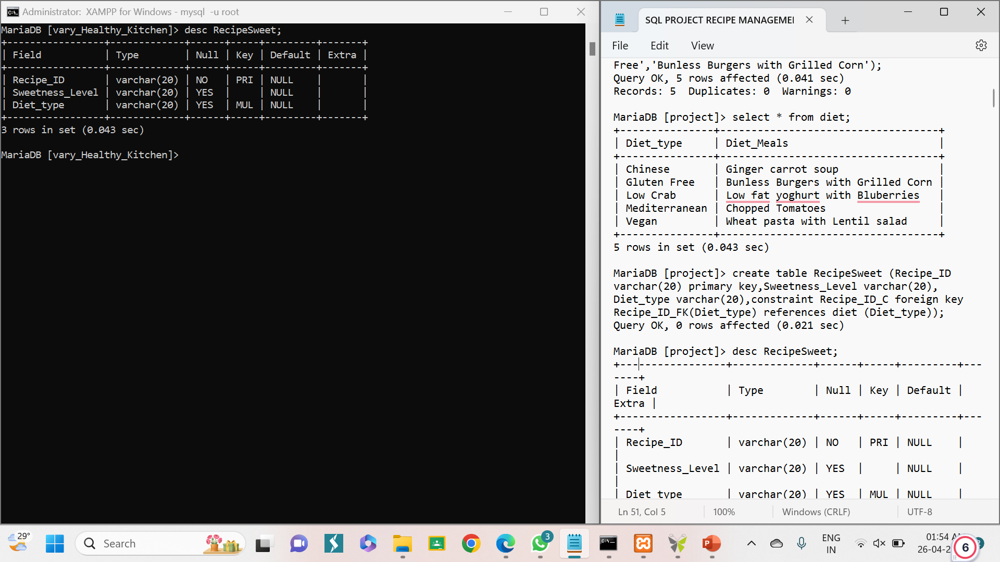 Administrator:  XAMPP for Windows - mysql  -u root
MariaDB [vary_Healthy_Kitchen]> desc RecipeSweet;
+-----------------+-------------+------+-----+---------+-------+
| Field           | Type        | Null | Key | Default | Extra |
+-----------------+-------------+------+-----+---------+-------+
| Recipe_ID       | varchar(20) | NO   | PRI | NULL    |       |
| Sweetness_Level | varchar(20) | YES  |     | NULL    |       |
| Diet_type       | varchar(20) | YES  | MUL | NULL    |       |
+-----------------+-------------+------+-----+---------+-------+
3 rows in set (0.043 sec)
MariaDB [vary_Healthy_Kitchen]>
SQL PROJECT RECIPE
File Edit View
Free','Bunless Burgers with Grilled Corn');
Query OK, 5 rows affected (0.041 sec)
Records: 5  Duplicates: 0  Warnings: 0
MariaDB [project]> select * from diet;
+---------------+-----------------------------------+
| Diet_type     | Diet_Meals                        |
+---------------+-----------------------------------+
| Chinese       | Ginger carrot soup                |
| Gluten Free   | Bunless Burgers with Grilled Corn |
| Low Crab      | Low fat yoghurt with Bluberries   |
| Mediterranean | Chopped Tomatoes                  |
| Vegan         | Wheat pasta with Lentil salad     |
+---------------+-----------------------------------+
5 rows in set (0.043 sec)
MariaDB [project]> create table RecipeSweet (Recipe_ID
varchar(20) primary key,Sweetness_Level varchar(20),
Diet_type varchar(20),constraint Recipe_ID_C foreign key
Recipe_ID_FK(Diet_type) references diet (Diet_type));
Query OK, 0 rows affected (0.021 sec)
MariaDB [project]> desc RecipeSweet;
+-----------------+-------------+------+-----+---------+---
----+
| Field           | Type        | Null | Key | Default |
Extra |
+-----------------+-------------+------+-----+---------+---
----+
| Recipe_ID       | varchar(20) | NO   | PRI | NULL    |
|
| Sweetness_Level | varchar(20) | YES  |     | NULL    |
|
| Diet_type       | varchar(20) | YES  | MUL | NULL    |
Ln 51, Col 5 100% Windows (CRLF) UTF-8
29°
Search
3
P
ENG
IN
01:54
26-04-2
6